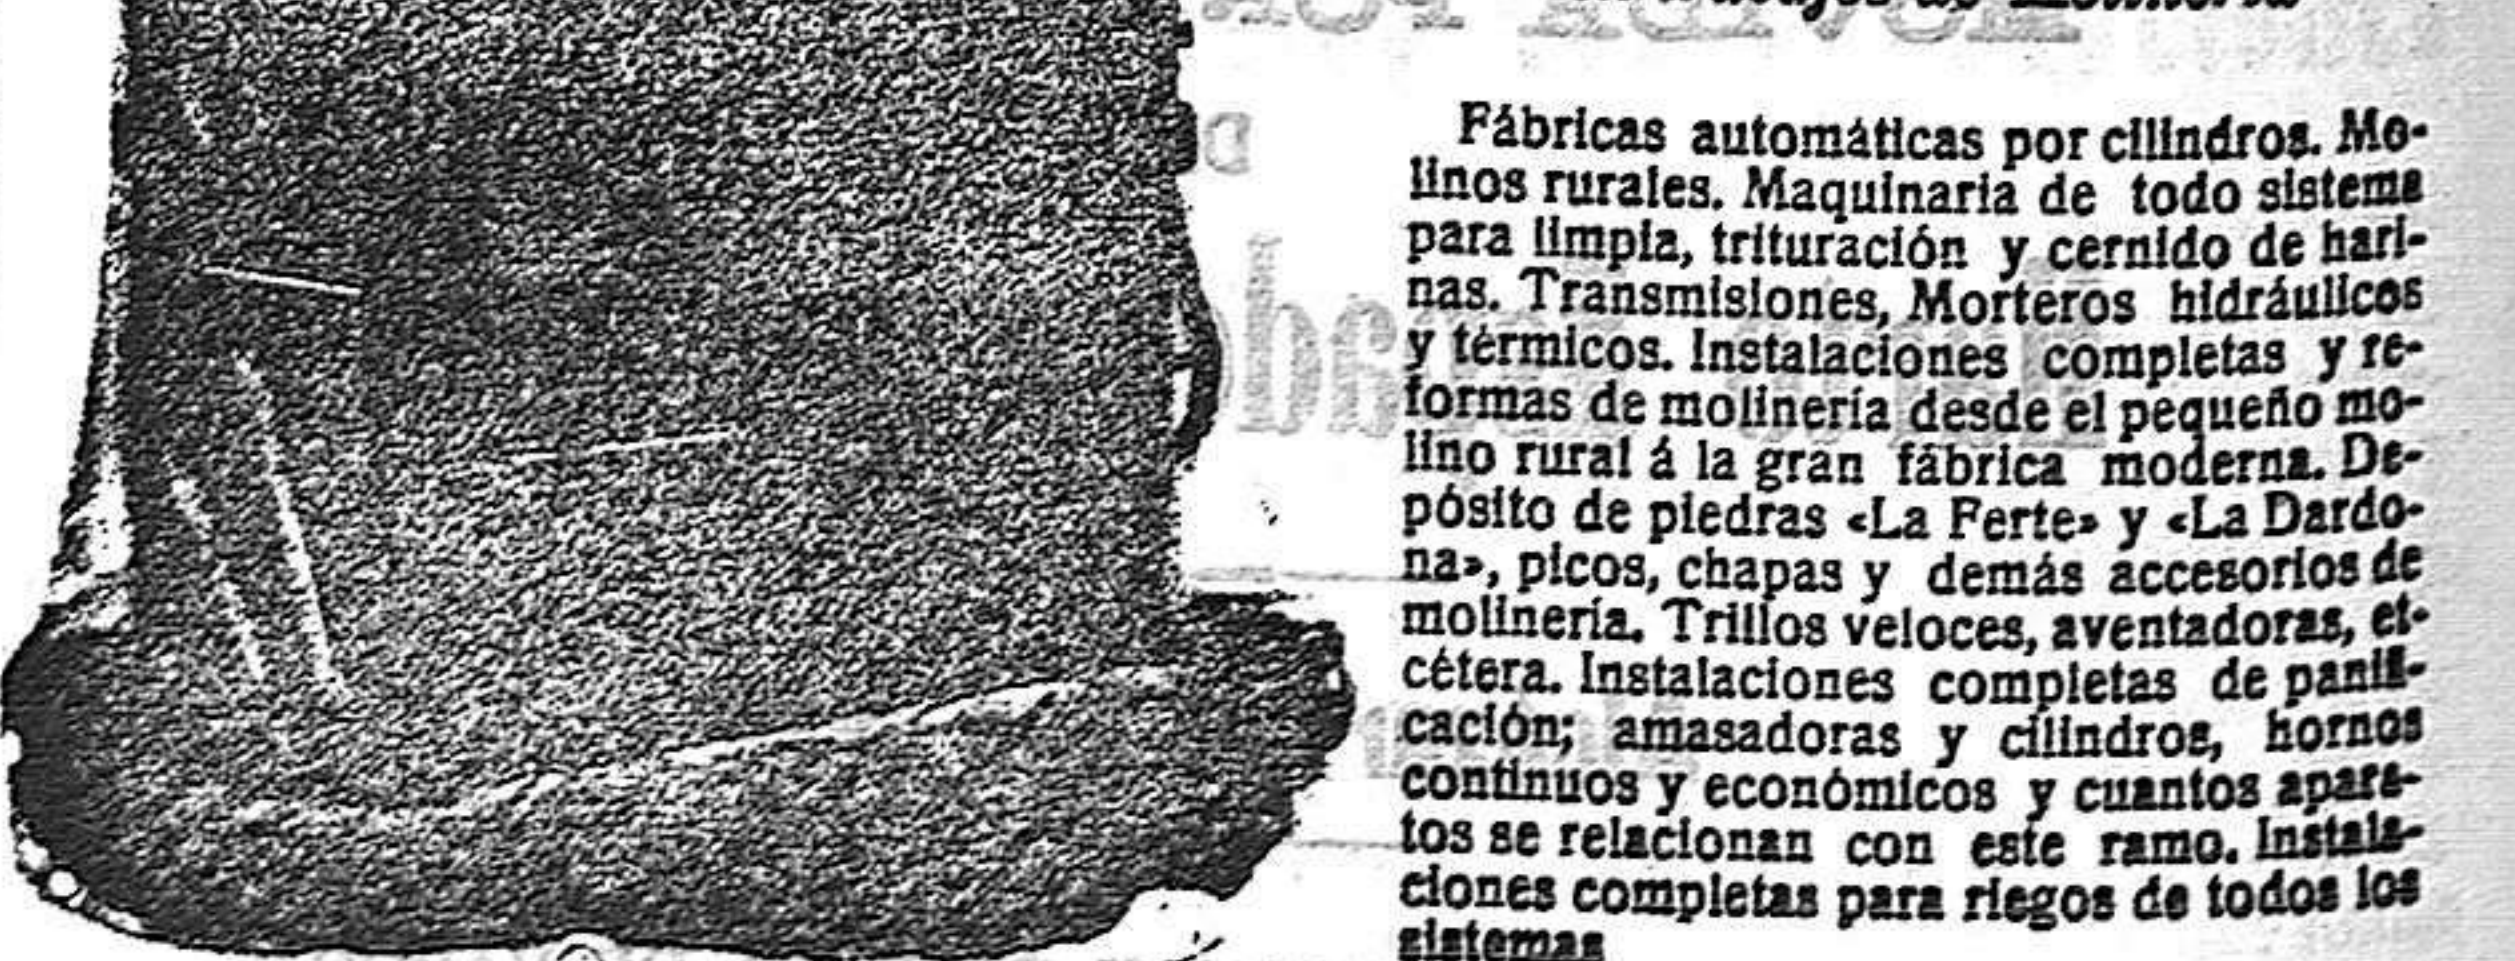 de Molinería
Fábricas automáticas por cilindros. Mo-
linos rurales. Maquinaria de todo sistema
para limpia, trituración y cernido de hari-
nas. Transmisiones, Morteros hidráulicos
y térmicos. Instalaciones completas y re-
formas de molinería desde el pequeño mo-
lino rural á la gran fábrica moderna. De-
pósito de piedras «La Ferte» y «La Dardo-
na», picos, chapas y demás accesorios de
molinería. Trillos veloces, aventadoras, et-
cétera. Instalaciones completas de panifi-
cación; amasadoras y cilindros, hornos
continuos y económicos y cuantos apara-
tos se relacionan con este ramo. Instala-
ciones completas para riegos de todos los
sistemas